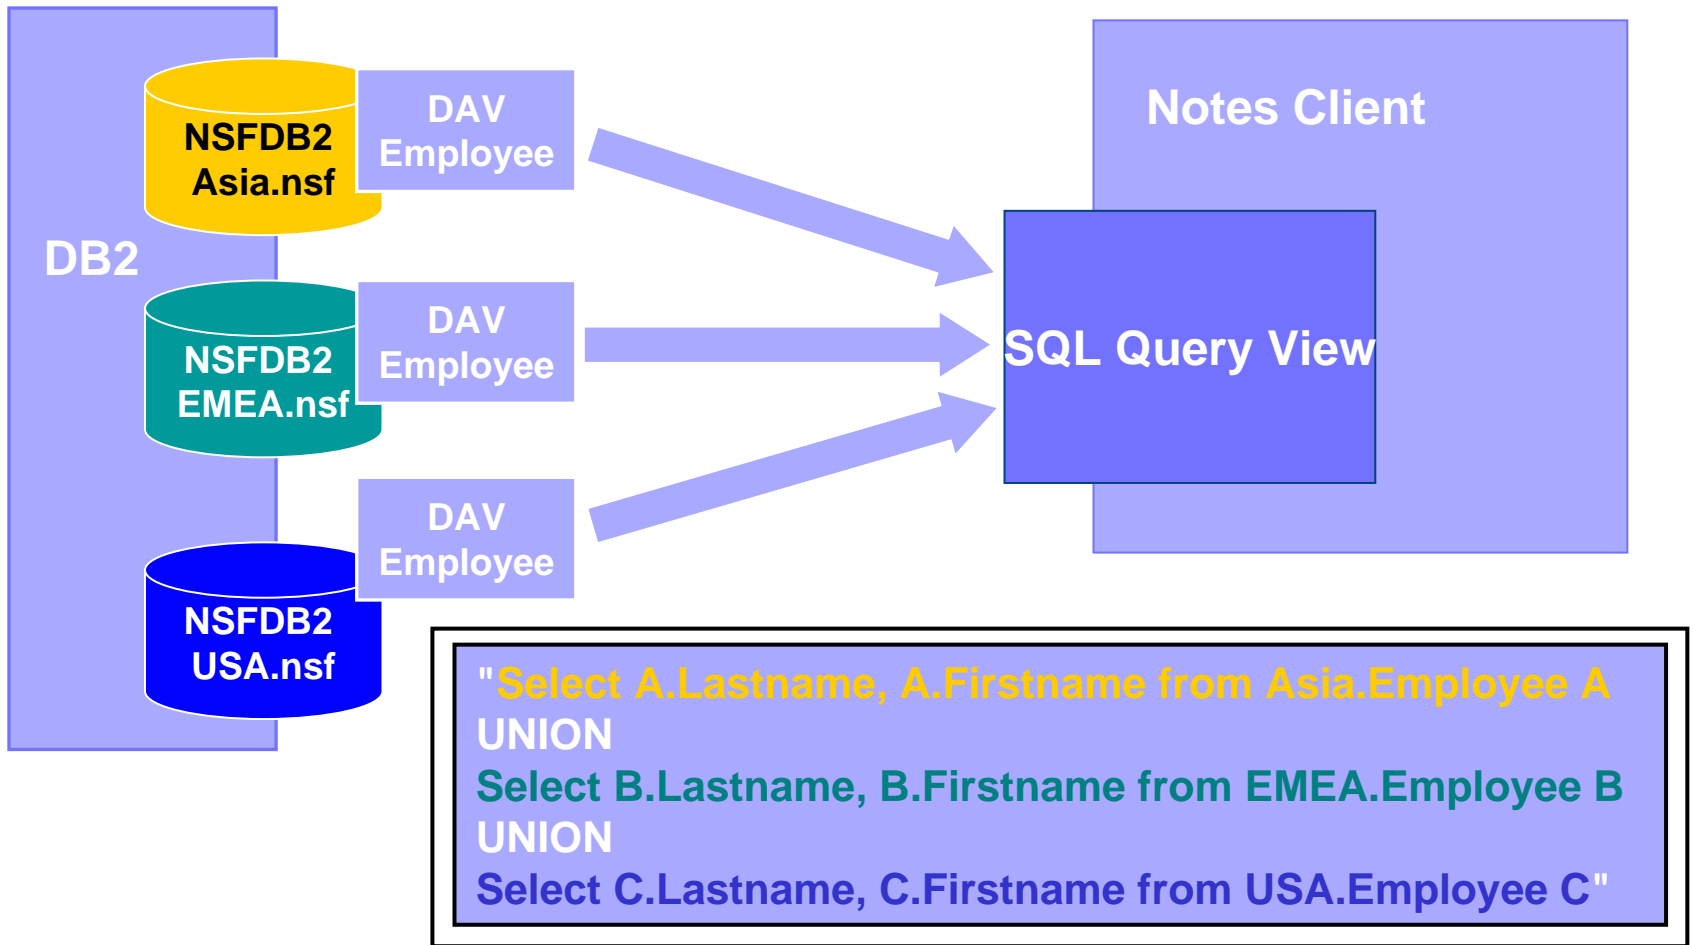 DB2
NSFDB2
Asia.nsf
DAV
Employee
NSFDB2
EMEA.nsf
DAV
Employee
NSFDB2
USA.nsf
DAV
Employee
Notes Client
SQL Query View
"Select A.Lastname, A.Firstname from Asia.Employee A
UNION
Select B.Lastname, B.Firstname from EMEA.Employee B
UNION
Select C.Lastname, C.Firstname from USA.Employee C"